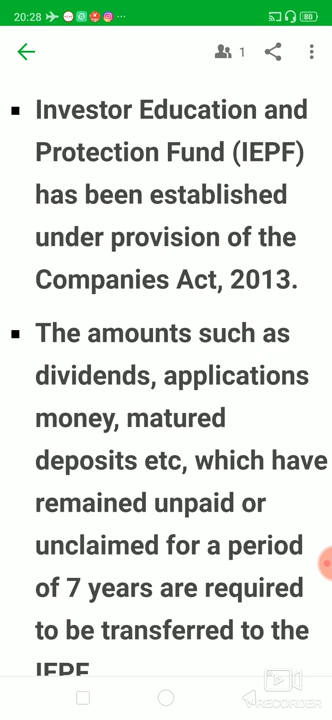 20:28
80
1
▪ Investor Education and
Protection Fund (IEPF)
has been established
under provision of the
Companies Act, 2013.
▪ The amounts such as
dividends, applications
money, matured
deposits etc, which have
remained unpaid or
unclaimed for a period
of 7 years are required
to be transferred to the
IEPF
RECORDER